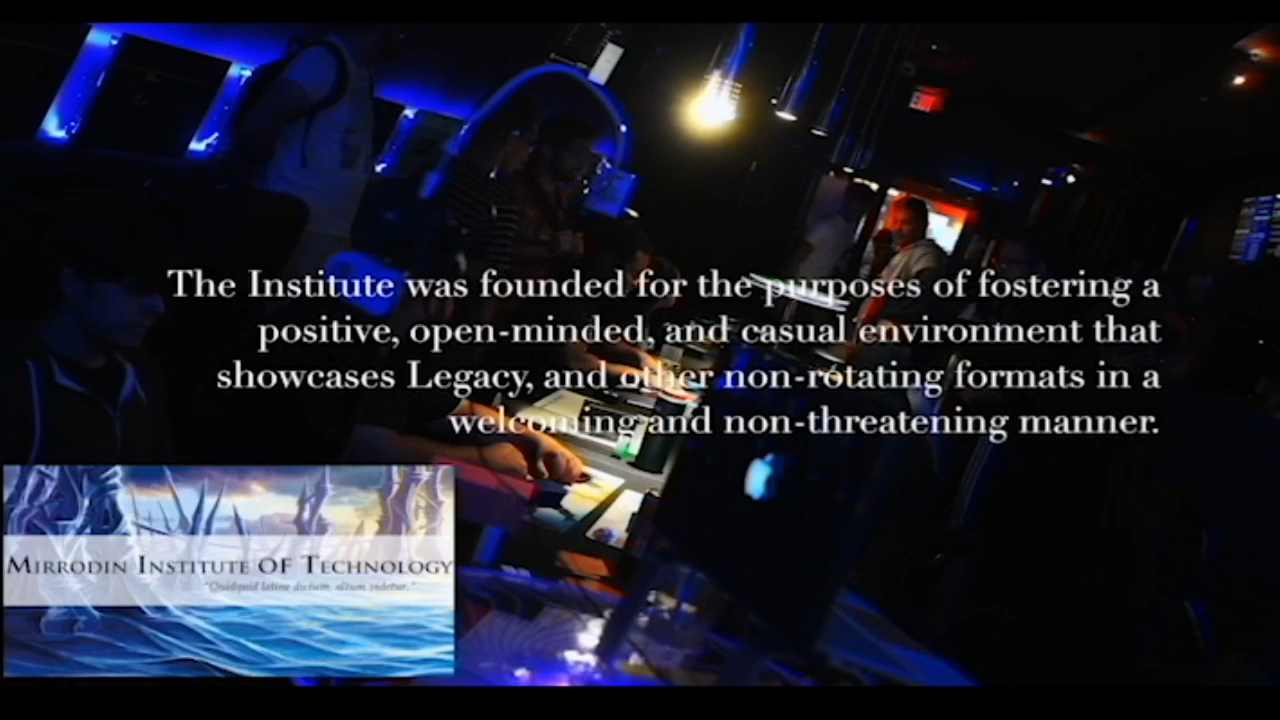 The Institute was founded for the purposes of fostering a
positive, open-minded, and casual environment that
showcases Legacy, and other non-rotating formats in a
welcoming and non-threatening manner.
MIRRODIN INSTITUTE OF TECHNOLOGY
"Quidquid latine dictum, altum videtur."